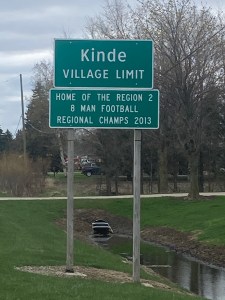 Kinde
VILLAGE LIMIT
HOME OF THE REGION 2
8 MAN FOOTBALL
REGIONAL CHAMPS 2013